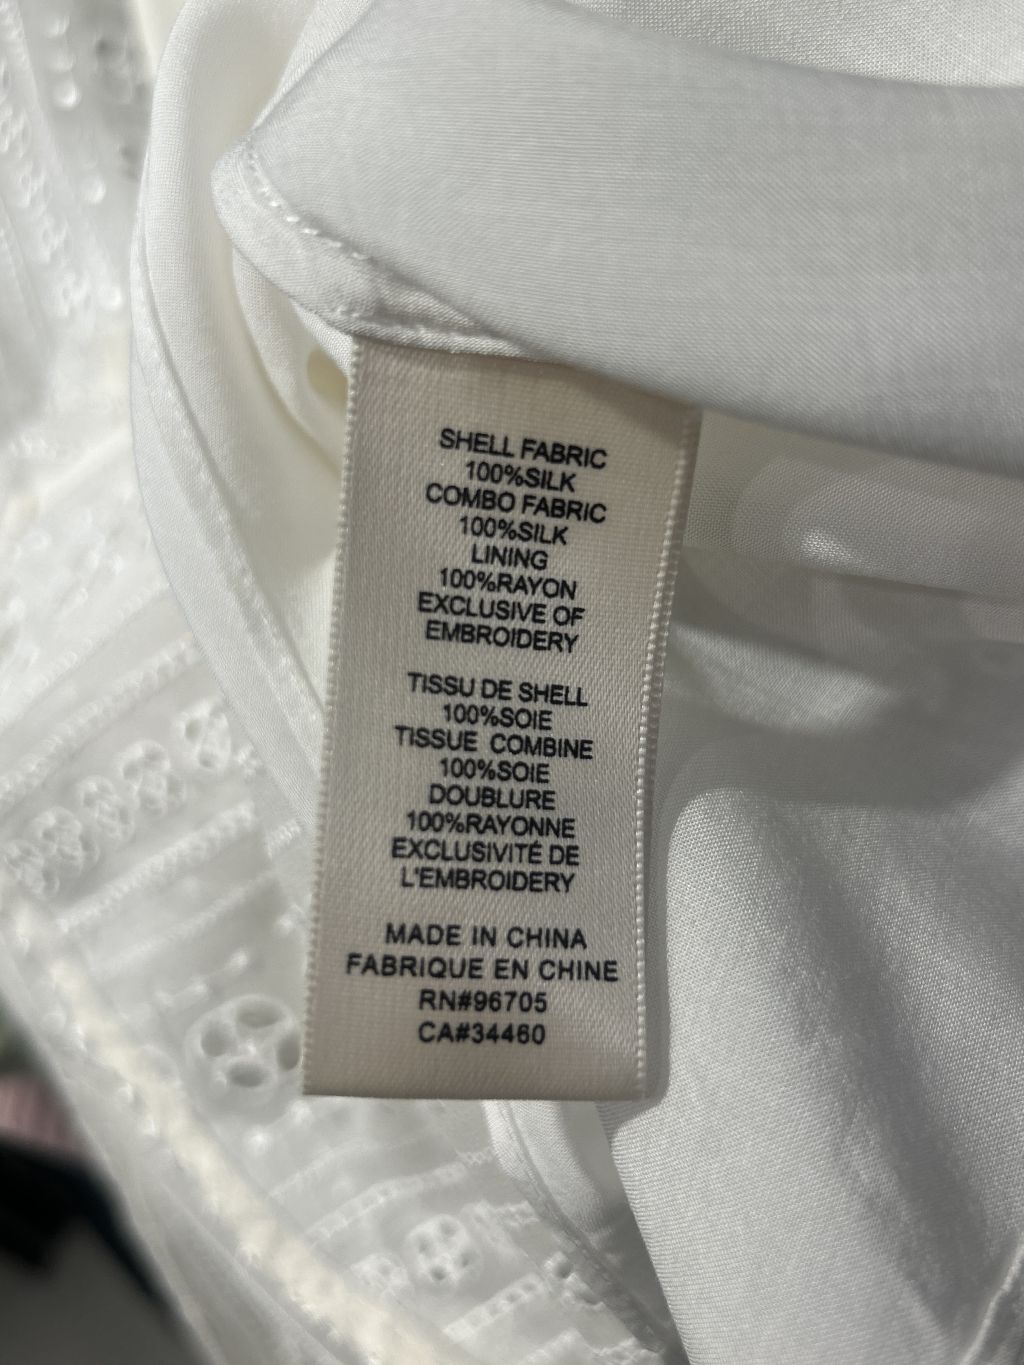 SHELL FABRIC
100%SILK
COMBO FABRIC
100%SILK
LINING
100%RAYON
EXCLUSIVE OF
EMBROIDERY
TISSU DE SHELL
100%SOIE
TISSUE COMBINE
100%SOIE
DOUBLURE
100%RAYONNE
EXCLUSIVITÉ DE
L'EMBROIDERY
MADE IN CHINA
FABRIQUE EN CHINE
RN#96705
CA#34460